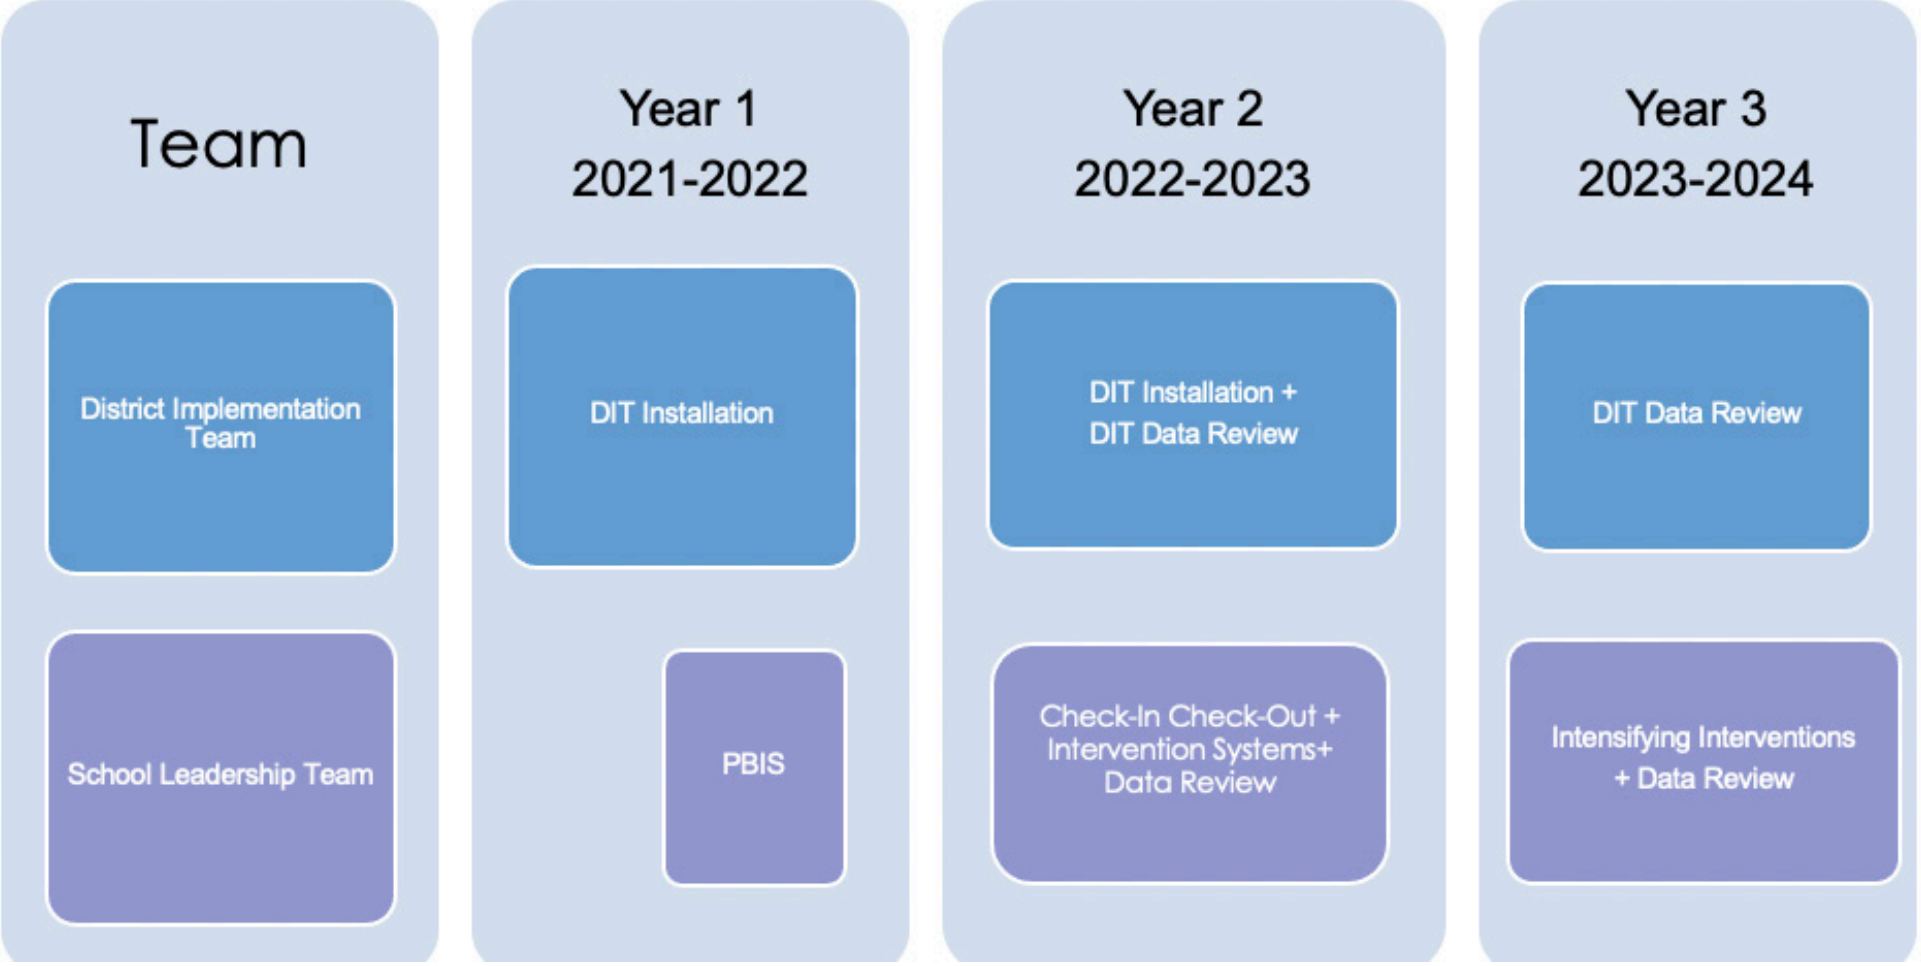 Team
Year 1
2021-2022
Year 2
2022-2023
Year 3
2023-2024
District Implementation
Team
DIT Installation
DIT Installation +
DIT Data Review
DIT Data Review
School Leadership Team
PBIS
Check-In Check-Out +
Intervention Systems+
Data Review
Intensifying Interventions
+ Data Review